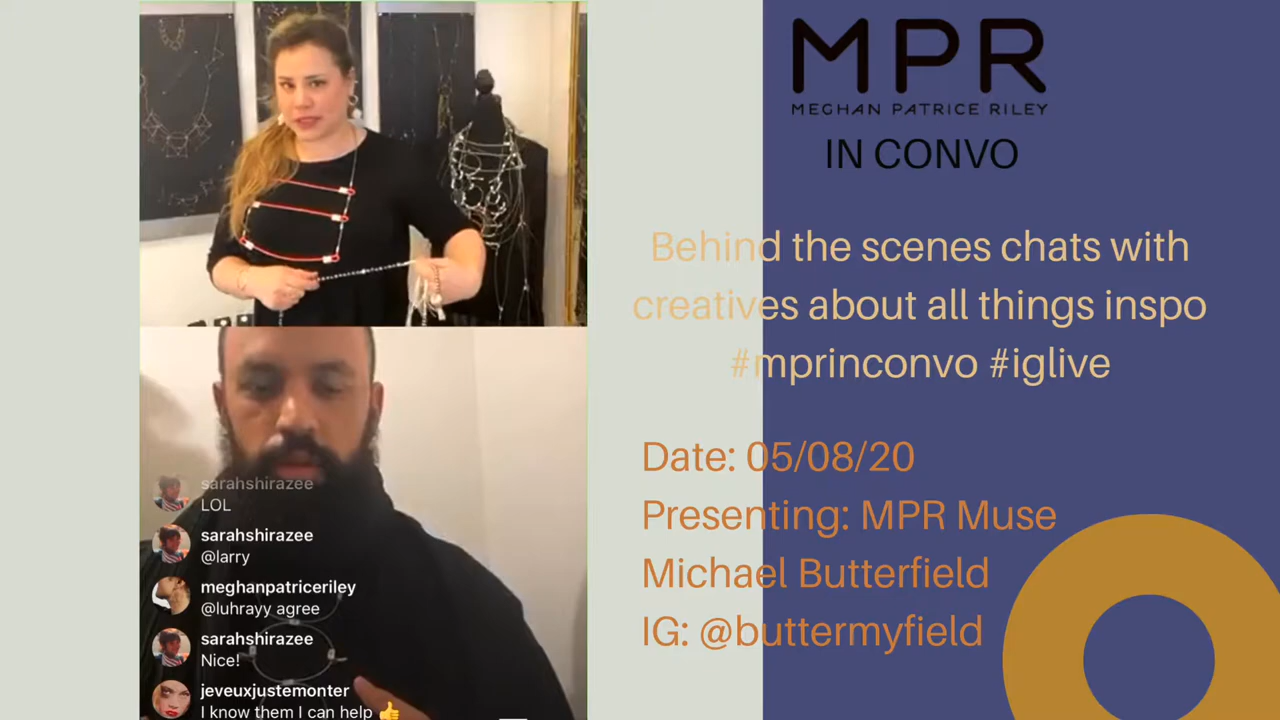 MPR
MEGHAN PATRICE RILEY
IN CONVO
Behind the scenes chats with
creatives about all things inspo
#mprinconvo #iglive
Date: 05/08/20
Presenting: MPR Muse
Michael Butterfield
IG: @buttermyfield
sarahshirazee
LOL
sarahshirazee
@larry
meghanpatriceriley
@luhrayy agree
sarahshirazee
Nice!
jeveuxjustemonter
I know them I can help 👍